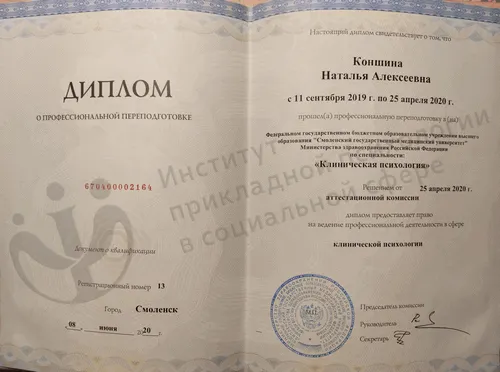 ДИПЛОМ
О ПРОФЕССИОНАЛЬНОЙ ПЕРЕПОДГОТОВКЕ
670400002164
Документ о квалификации
Регистрационный номер 13
Город Смоленск
08 июня 2020 г.
Настоящий диплом свидетельствует о том, что
Коншина
Наталья Алексеевна
с 11 сентября 2019 г. по 25 апреля 2020 г.
прошел(а) профессиональную переподготовку в (на)
Федеральном государственном бюджетном образовательном учреждении высшего
образования "Смоленский государственный медицинский университет"
Министерства здравоохранения Российской Федерации
по специальности:
«Клиническая психология»
Решением от 25 апреля 2020 г.
аттестационной комиссии
диплом предоставляет право
на ведение профессиональной деятельности в сфере
клинической психологии
Председатель комиссии
Руководитель
Секретарь
М.П.
Институт
прикладной психологии
в социальной сфере